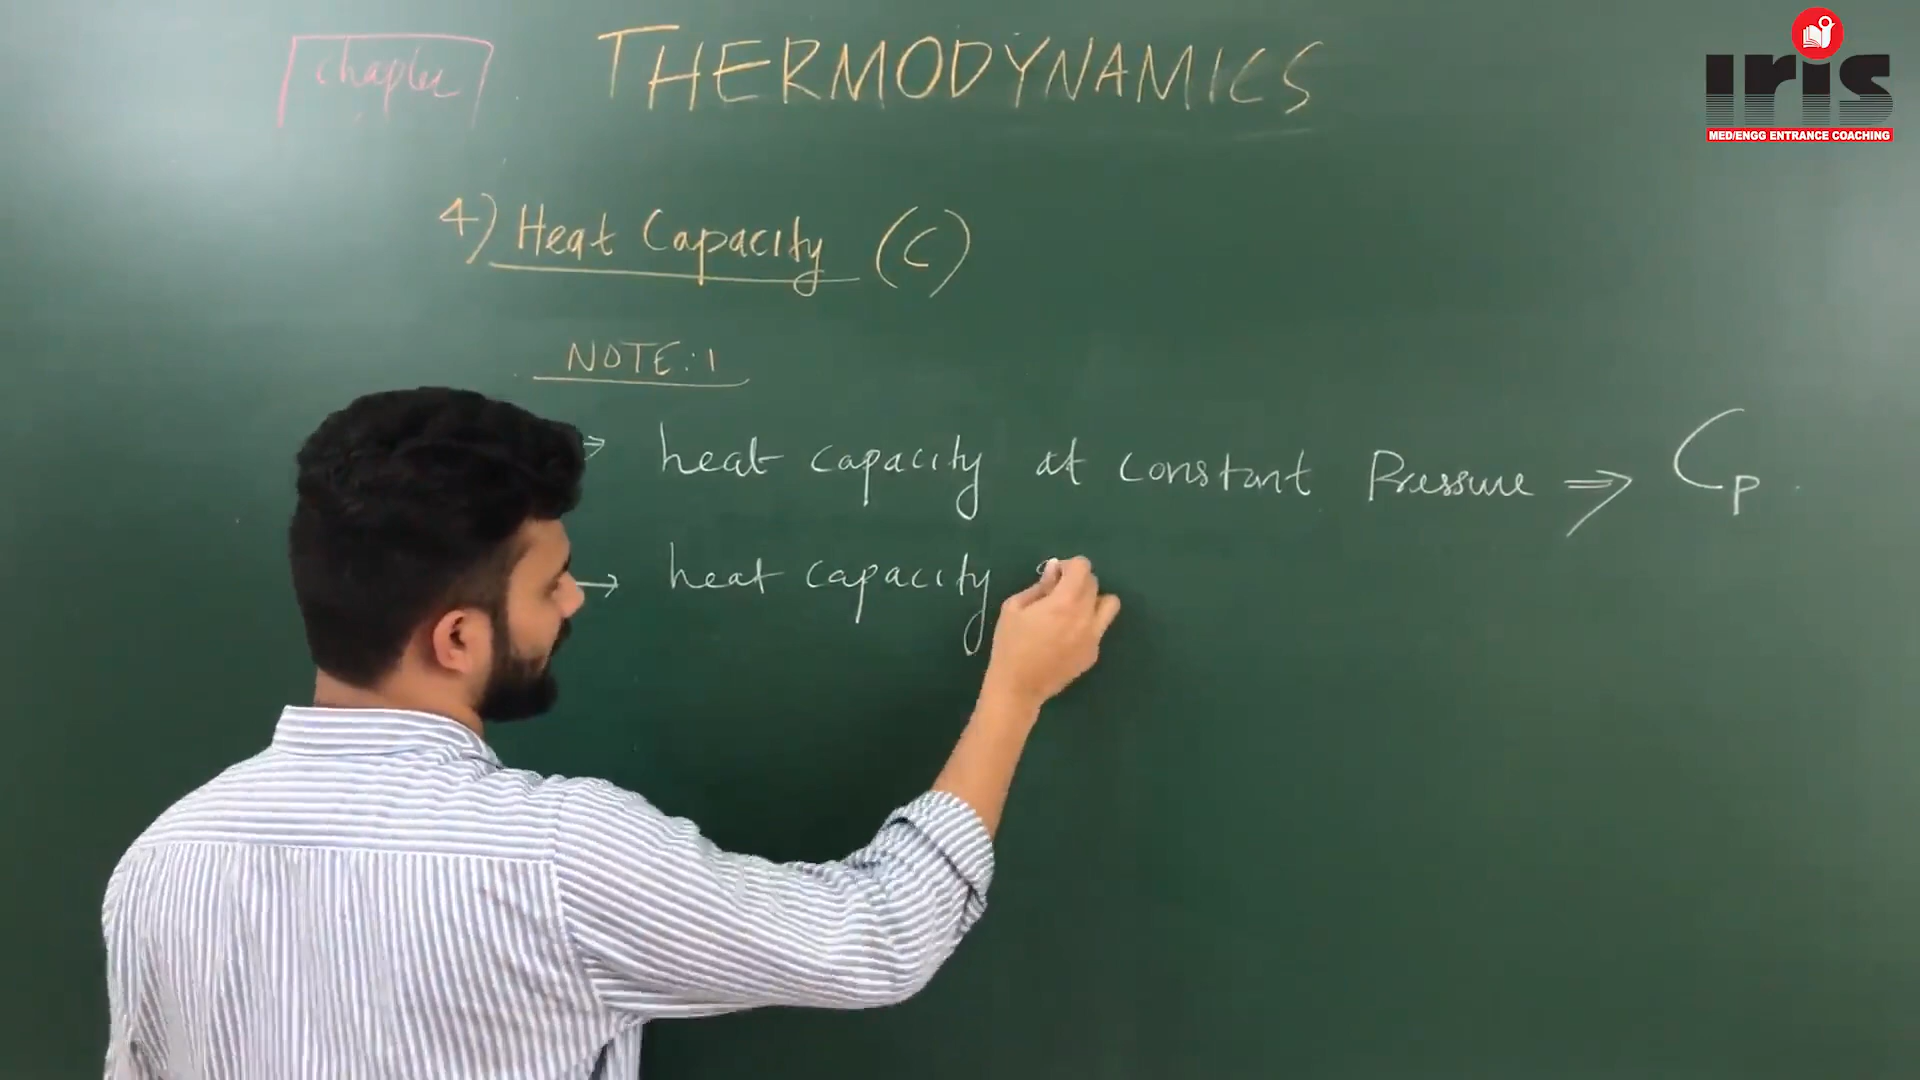 chapter
THERMODYNAMICS
iris
MED/ENGG ENTRANCE COACHING
4) Heat Capacity (C)
NOTE: 1
→ heat capacity at constant Pressure ⇒ Cp.
→ heat capacity